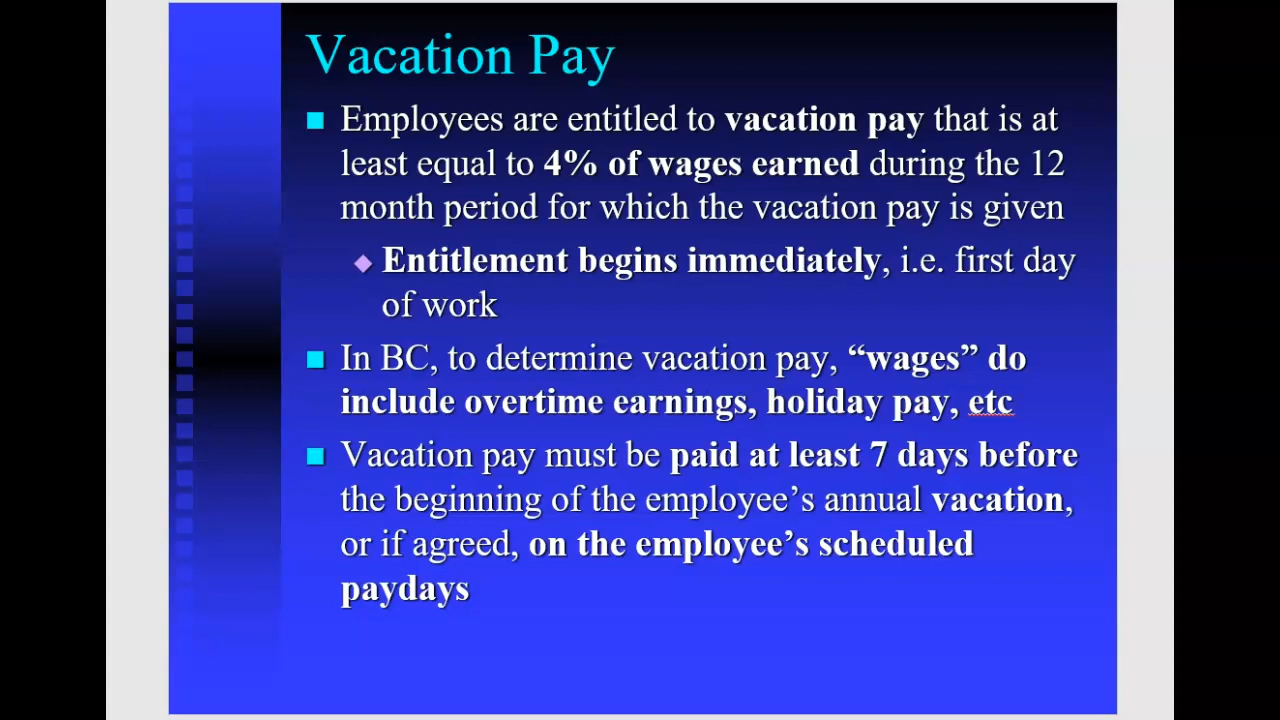 Vacation Pay
Employees are entitled to vacation pay that is at
least equal to 4% of wages earned during the 12
month period for which the vacation pay is given
Entitlement begins immediately, i.e. first day
of work
In BC, to determine vacation pay, “wages” do
include overtime earnings, holiday pay, etc
Vacation pay must be paid at least 7 days before
the beginning of the employee’s annual vacation,
or if agreed, on the employee’s scheduled
paydays